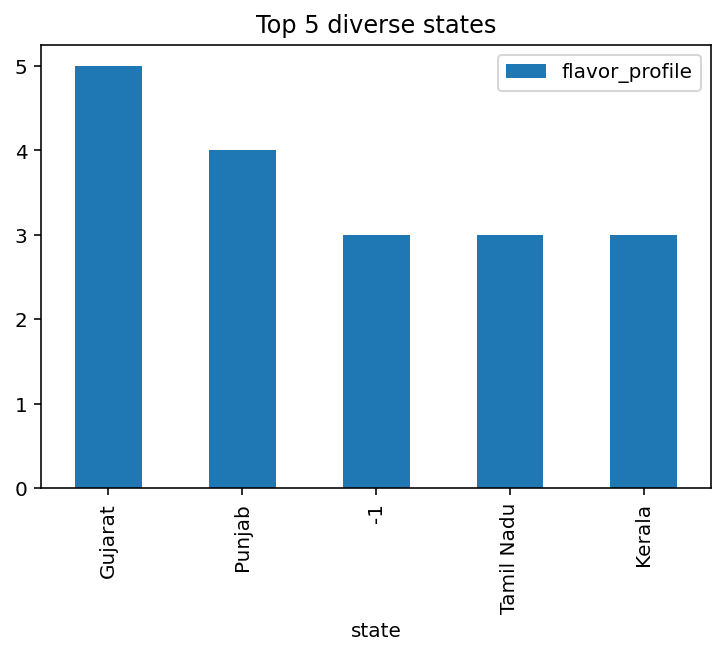 Top 5 diverse states
flavor_profile
5
4
3
2
1
0
Gujarat
Punjab
-1
Tamil Nadu
Kerala
state